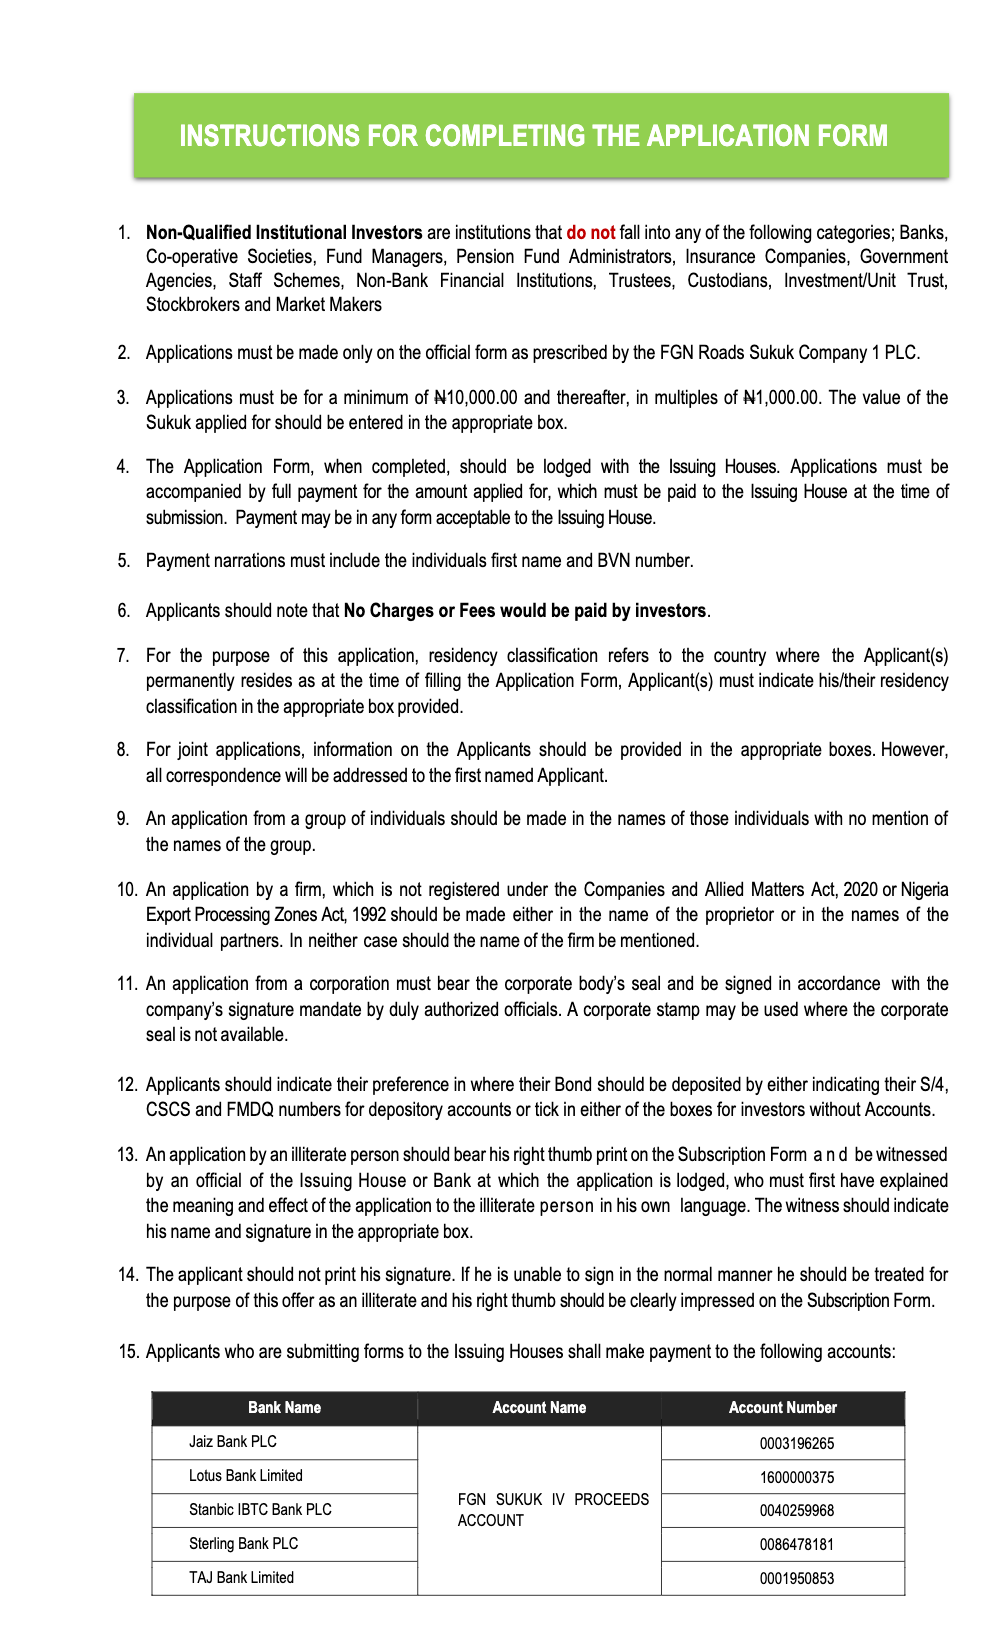 INSTRUCTIONS FOR COMPLETING THE APPLICATION FORM
1. Non-Qualified Institutional Investors are institutions that do not fall into any of the following categories; Banks,
Co-operative Societies, Fund Managers, Pension Fund Administrators, Insurance Companies, Government
Agencies, Staff Schemes, Non-Bank Financial Institutions, Trustees, Custodians, Investment/Unit Trust,
Stockbrokers and Market Makers
2. Applications must be made only on the official form as prescribed by the FGN Roads Sukuk Company 1 PLC.
3. Applications must be for a minimum of ₦10,000.00 and thereafter, in multiples of ₦1,000.00. The value of the
Sukuk applied for should be entered in the appropriate box.
4. The Application Form, when completed, should be lodged with the Issuing Houses. Applications must be
accompanied by full payment for the amount applied for, which must be paid to the Issuing House at the time of
submission. Payment may be in any form acceptable to the Issuing House.
5. Payment narrations must include the individuals first name and BVN number.
6. Applicants should note that No Charges or Fees would be paid by investors.
7. For the purpose of this application, residency classification refers to the country where the Applicant(s)
permanently resides as at the time of filling the Application Form, Applicant(s) must indicate his/their residency
classification in the appropriate box provided.
8. For joint applications, information on the Applicants should be provided in the appropriate boxes. However,
all correspondence will be addressed to the first named Applicant.
9. An application from a group of individuals should be made in the names of those individuals with no mention of
the names of the group.
10. An application by a firm, which is not registered under the Companies and Allied Matters Act, 2020 or Nigeria
Export Processing Zones Act, 1992 should be made either in the name of the proprietor or in the names of the
individual partners. In neither case should the name of the firm be mentioned.
11. An application from a corporation must bear the corporate body’s seal and be signed in accordance with the
company’s signature mandate by duly authorized officials. A corporate stamp may be used where the corporate
seal is not available.
12. Applicants should indicate their preference in where their Bond should be deposited by either indicating their S/4,
CSCS and FMDQ numbers for depository accounts or tick in either of the boxes for investors without Accounts.
13. An application by an illiterate person should bear his right thumb print on the Subscription Form a n d be witnessed
by an official of the Issuing House or Bank at which the application is lodged, who must first have explained
the meaning and effect of the application to the illiterate person in his own language. The witness should indicate
his name and signature in the appropriate box.
14. The applicant should not print his signature. If he is unable to sign in the normal manner he should be treated for
the purpose of this offer as an illiterate and his right thumb should be clearly impressed on the Subscription Form.
15. Applicants who are submitting forms to the Issuing Houses shall make payment to the following accounts:
Bank Name Account Name Account Number
Jaiz Bank PLC 0003196265
Lotus Bank Limited 1600000375
FGN SUKUK IV PROCEEDS
ACCOUNT
Stanbic IBTC Bank PLC 0040259968
Sterling Bank PLC 0086478181
TAJ Bank Limited 0001950853